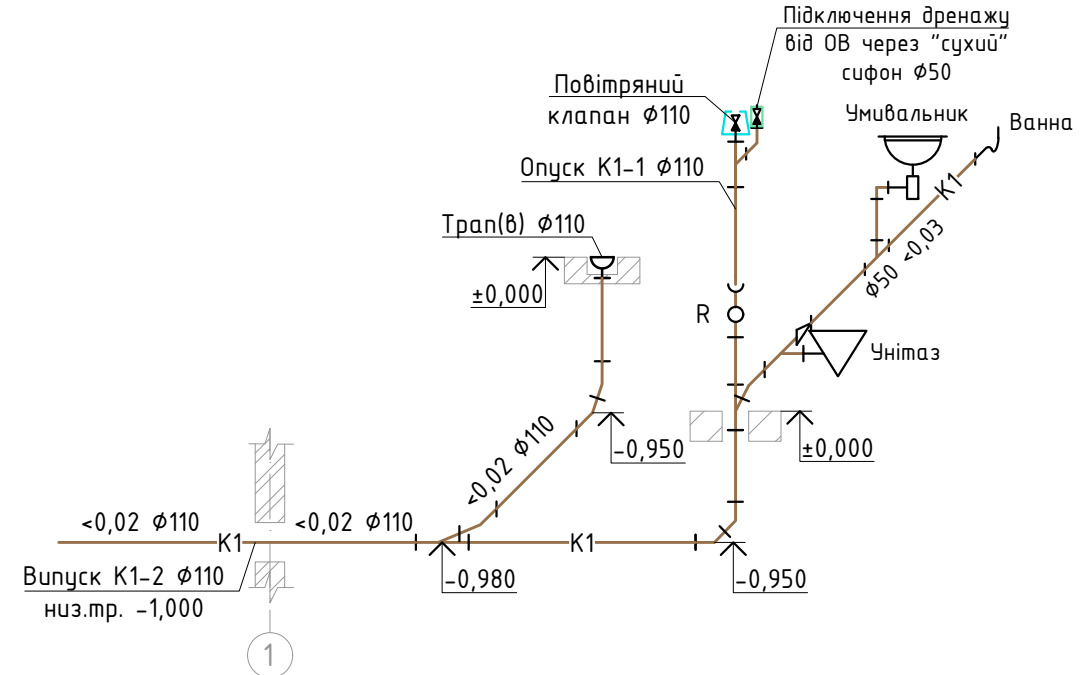 Підключення дренажу
від ОВ через "сухий"
сифон Ø50
Повітряний
клапан Ø110
Умивальник
Ванна
Опуск К1-1 Ø110
К1
Трап(в) Ø110
Ø50 <0,03
±0,000
R
Унітаз
<0,02 Ø110
-0,950
±0,000
<0,02 Ø110
<0,02 Ø110
К1
К1
Випуск К1-2 Ø110
низ.тр. -1,000
-0,980
-0,950
1